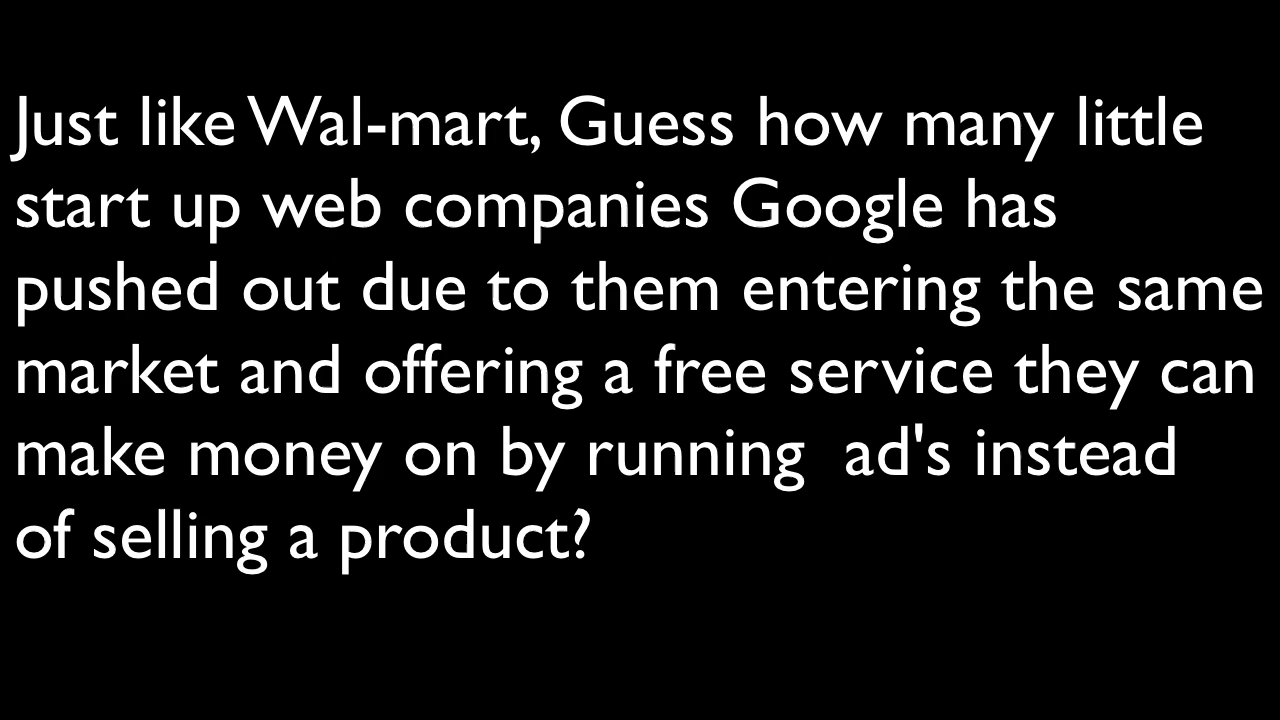 Just like Wal-mart, Guess how many little
start up web companies Google has
pushed out due to them entering the same
market and offering a free service they can
make money on by running  ad's instead
of selling a product?